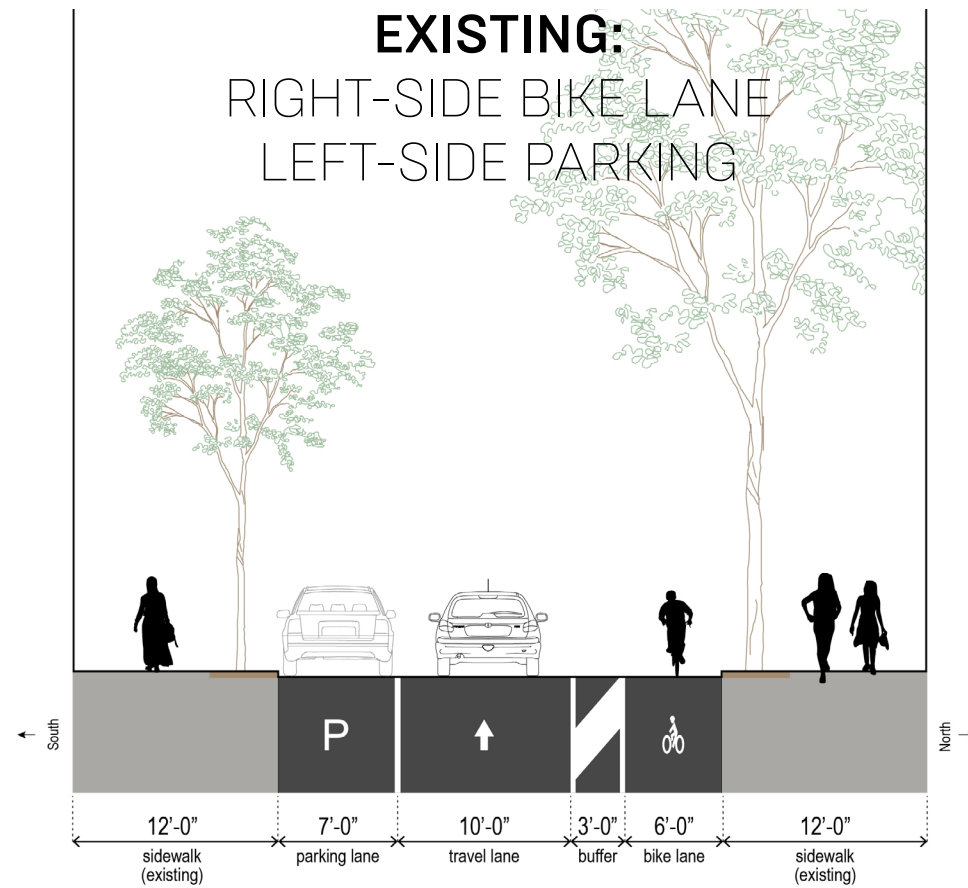 EXISTING:
RIGHT-SIDE BIKE LANE
LEFT-SIDE PARKING
South
P
North
12'-0"
7'-0"
10'-0"
3'-0"
6'-0"
12'-0"
sidewalk
(existing)
parking lane
travel lane
buffer
bike lane
sidewalk
(existing)